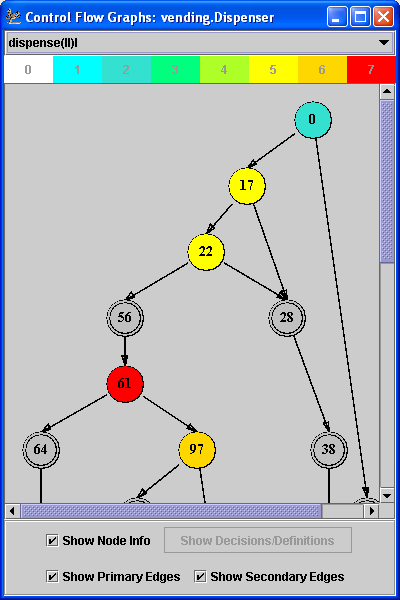 Control Flow Graphs: vending.Dispenser
dispense(II)I
0 1 2 3 4 5 6 7
0
17
22
56 28
61
64 97 38
Show Node Info Show Decisions/Definitions
Show Primary Edges Show Secondary Edges